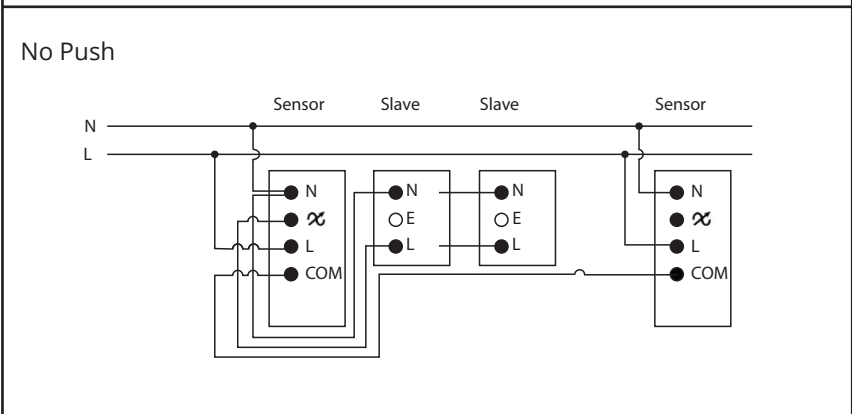 No Push
Sensor Slave Slave Sensor
N
L
N N N N
E E
L L L L
COM COM